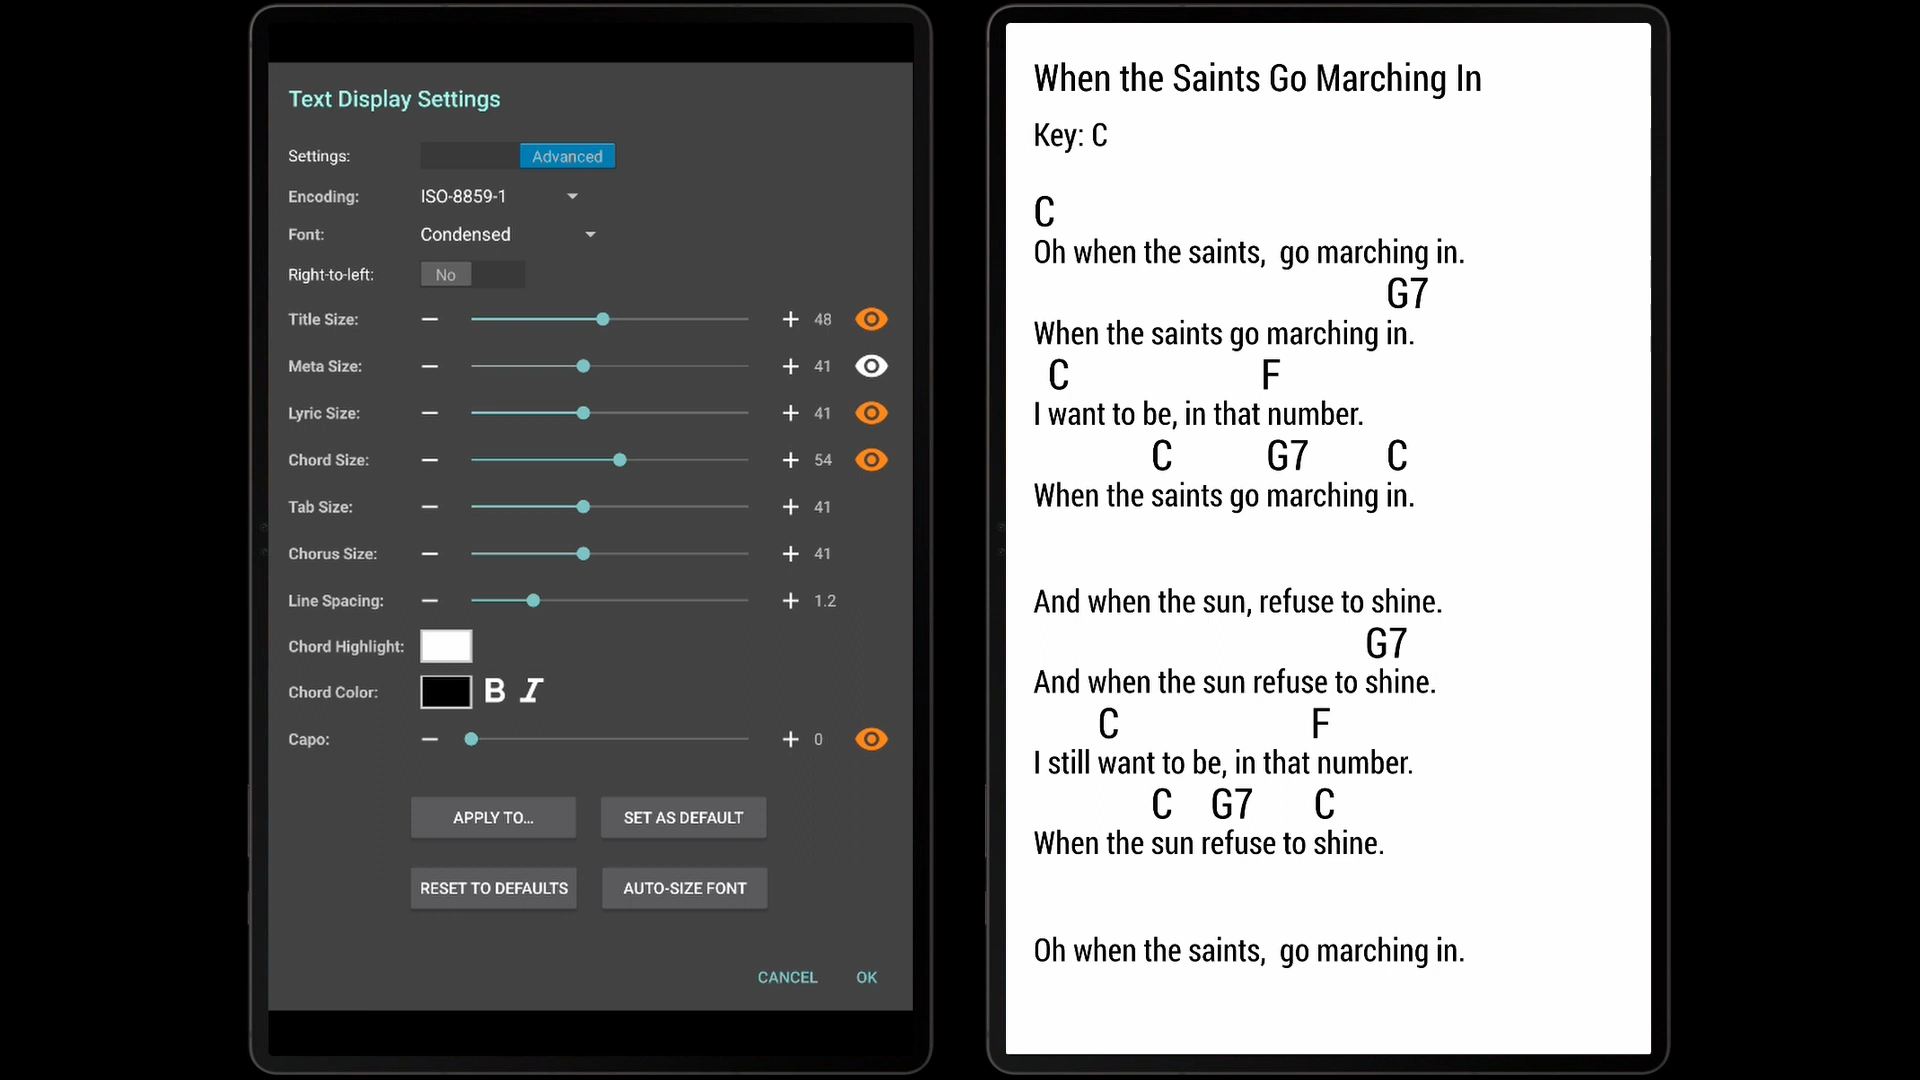 Text Display Settings
Settings: Advanced
Encoding: ISO-8859-1
Font: Condensed
Right-to-left: No
Title Size: 48
Meta Size: 41
Lyric Size: 41
Chord Size: 54
Tab Size: 41
Chorus Size: 41
Line Spacing: 1.2
Chord Highlight:
Chord Color: B I
Capo: 0
APPLY TO... SET AS DEFAULT
RESET TO DEFAULTS AUTO-SIZE FONT
CANCEL OK
When the Saints Go Marching In
Key: C
C
Oh when the saints,  go marching in.
G7
When the saints go marching in.
C F
I want to be, in that number.
C G7 C
When the saints go marching in.
And when the sun, refuse to shine.
G7
And when the sun refuse to shine.
C F
I still want to be, in that number.
C G7 C
When the sun refuse to shine.
Oh when the saints,  go marching in.